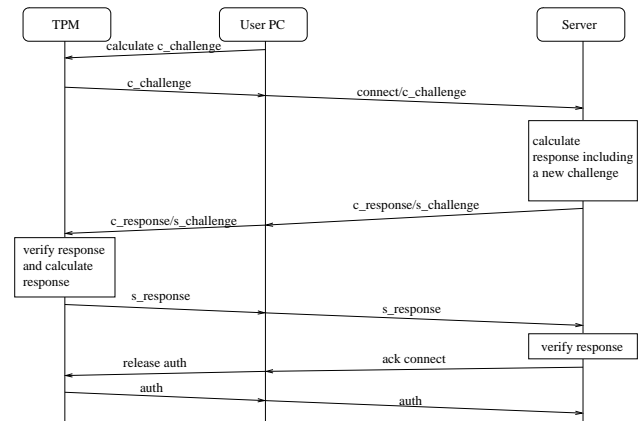 TPM
User PC
Server
calculate c_challenge
c_challenge
connect/c_challenge
calculate
response including
a new challenge
c_response/s_challenge
c_response/s_challenge
verify response
and calculate
response
s_response
s_response
verify response
ack connect
release auth
auth
auth